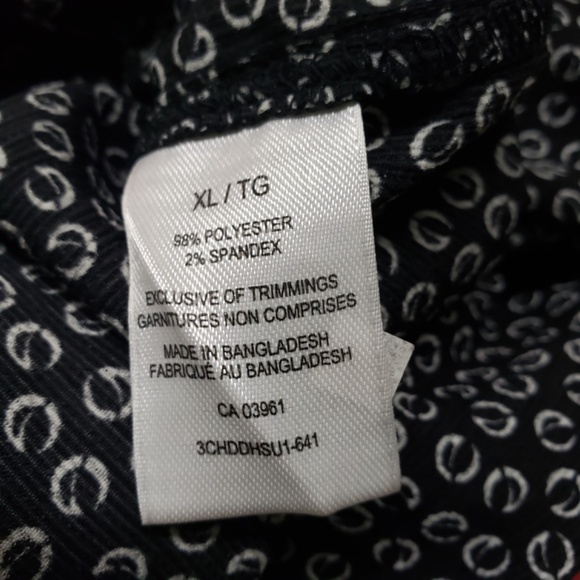 XL / TG
98% POLYESTER
2% SPANDEX
EXCLUSIVE OF TRIMMINGS
GARNITURES NON COMPRISES
MADE IN BANGLADESH
FABRIQUÉ AU BANGLADESH
CA 03961
3CHDDHSU1-641